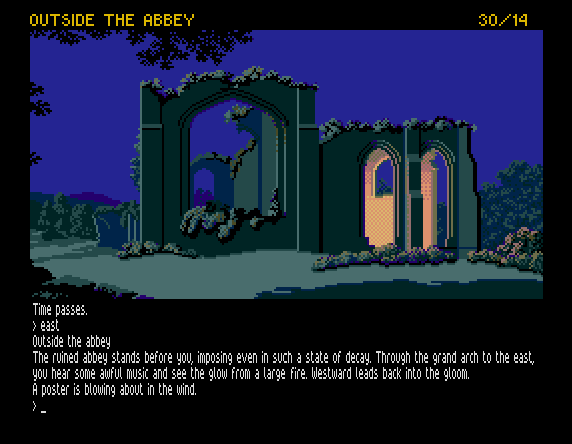 OUTSIDE THE ABBEY 30/14
Time passes.
> east
Outside the abbey
The ruined abbey stands before you, imposing even in such a state of decay. Through the grand arch to the east,
you hear some awful music and see the glow from a large fire. Westward leads back into the gloom.
A poster is blowing about in the wind.
> _